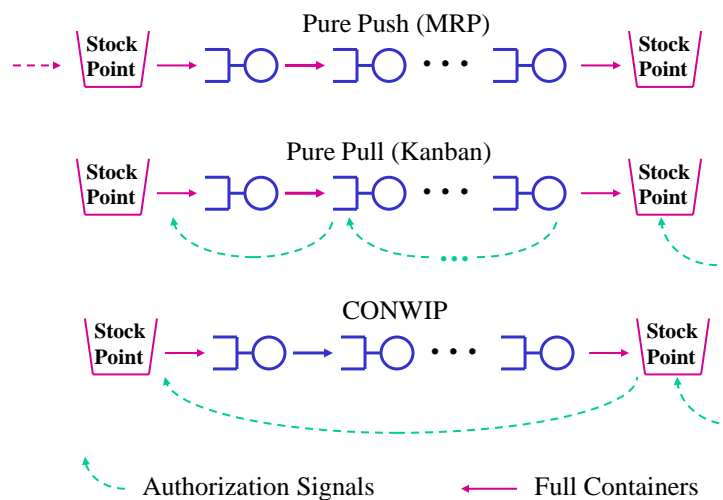 Pure Push (MRP)
Stock
Point
Stock
Point
Pure Pull (Kanban)
Stock
Point
Stock
Point
CONWIP
Stock
Point
Stock
Point
Authorization Signals
Full Containers